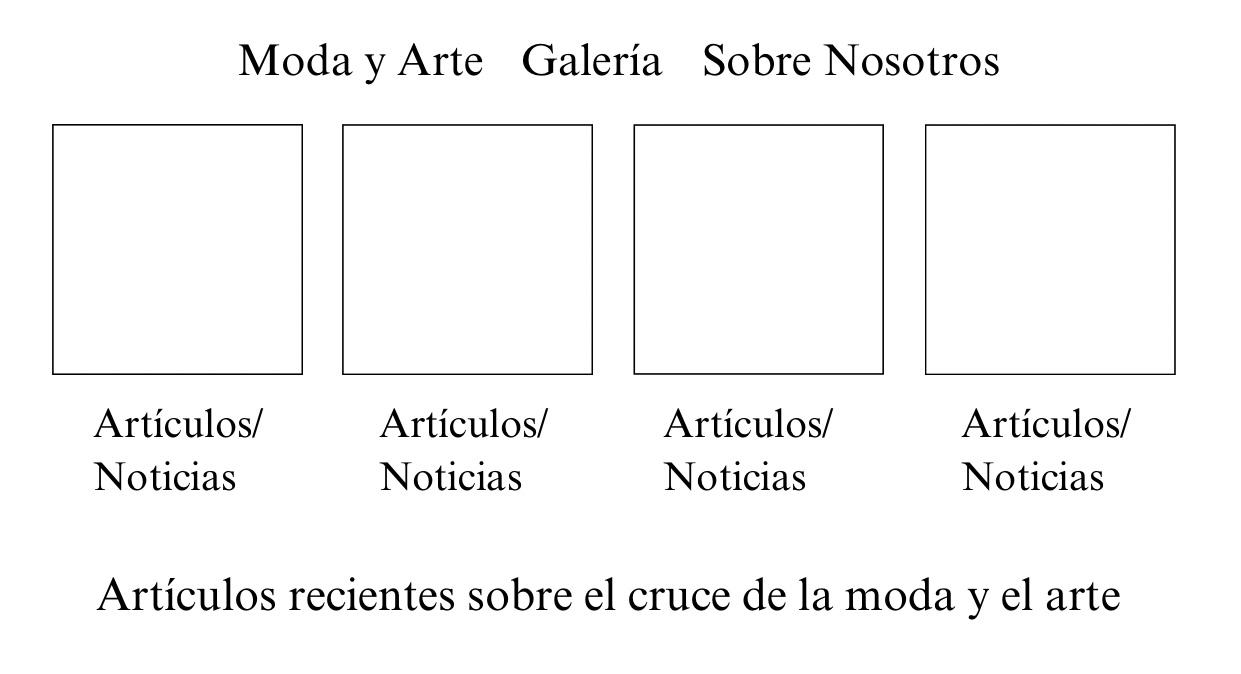 Moda y Arte Galería Sobre Nosotros
Artículos/
Noticias
Artículos/
Noticias
Artículos/
Noticias
Artículos/
Noticias
Artículos recientes sobre el cruce de la moda y el arte